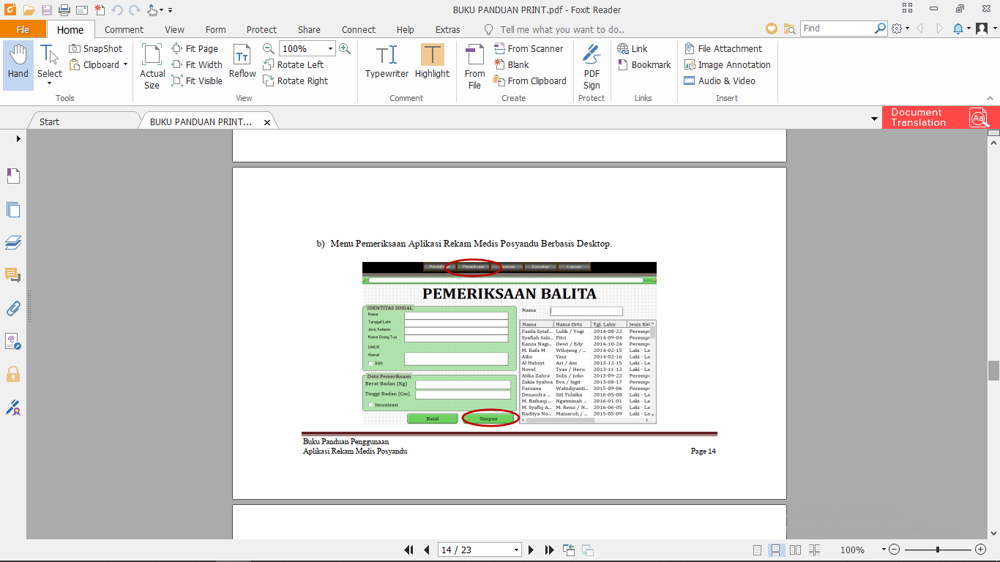 BUKU PANDUAN PRINT.pdf - Foxit Reader
File Home Comment View Form Protect Share Connect Help Extras Tell me what you want to do.. Find
Hand
Select
SnapShot
Clipboard
Tools
Actual Size
Fit Page
Fit Width
Fit Visible
Reflow
100%
Rotate Left
Rotate Right
View
Typewriter
Highlight
Comment
From File
From Scanner
Blank
From Clipboard
Create
PDF Sign
Protect
Link
Bookmark
Links
File Attachment
Image Annotation
Audio & Video
Insert
Start
BUKU PANDUAN PRINT...
Document
Translation
b) Menu Pemeriksaan Aplikasi Rekam Medis Posyandu Berbasis Desktop.
Pemeriksaan Konsultasi Laporan
PEMERIKSAAN BALITA
IDENTITAS SOSIAL
Nama
Tanggal Lahir
Jenis Kelamin
Nama Orang Tua
UMUR
Alamat
Edit
Data Pemeriksaan
Berat Badan (Kg)
Tinggi Badan (Cm)
Imunisasi
Batal Simpan
Nama
Nama Nama Ortu Tgl. Lahir Jenis Kel
Fazila Syiaf... Lulik / Yogi 2014-08-22 Perempu
Syafiah Sals... Fitri 2014-09-04 Perempu
Kanza Nagi... Dewi / Edy 2014-10-24 Perempu
M. Rafa M Wilujeng / ... 2014-02-15 Laki - La
Aiko Yeni 2014-02-16 Laki - La
Al Habsyi Ari / Ani 2013-12-15 Laki - La
Novel Tyas / Heru 2013-11-12 Laki - La
Atika Zahra Sulis / Joko 2013-09-22 Perempu
Zakia Syalwa Eva / Sigit 2013-08-17 Perempu
Farzana Wahidiyanti... 2015-09-06 Perempu
Denandra ... Siti Yulaika 2016-05-08 Laki - La
M. Baihaqi ... Ngatminah ... 2016-01-01 Laki - La
M. Syafiq A... M. Reno / N... 2016-06-05 Laki - La
Raditya No... Maisaroh / ... 2015-05-09 Laki - La
Buku Panduan Penggunaan
Aplikasi Rekam Medis Posyandu Page 14
14 / 23
100%